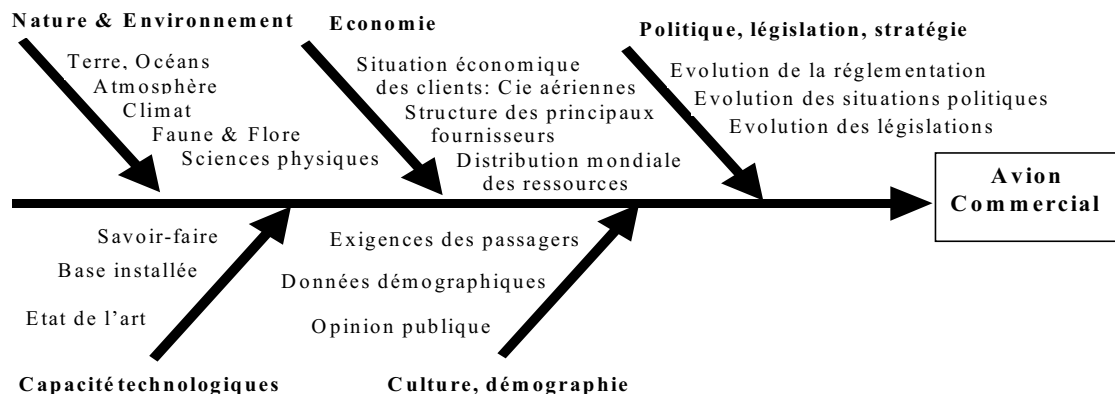 Nature & Environnement
Terre, Océans
Atmosphère
Climat
Faune & Flore
Sciences physiques
Economie
Situation économique
des clients: Cie aériennes
Structure des principaux
fournisseurs
Distribution mondiale
des ressources
Politique, législation, stratégie
Evolution de la réglementation
Evolution des situations politiques
Evolution des législations
Avion
Commercial
Savoir-faire
Base installée
Etat de l’art
Capacité technologiques
Exigences des passagers
Données démographiques
Opinion publique
Culture, démographie